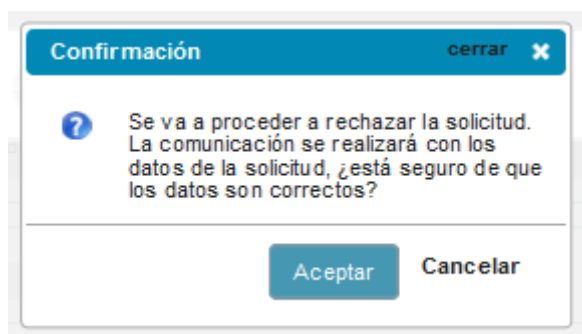 Confirmación cerrar
Se va a proceder a rechazar la solicitud.
La comunicación se realizará con los
datos de la solicitud, ¿está seguro de que
los datos son correctos?
Aceptar Cancelar